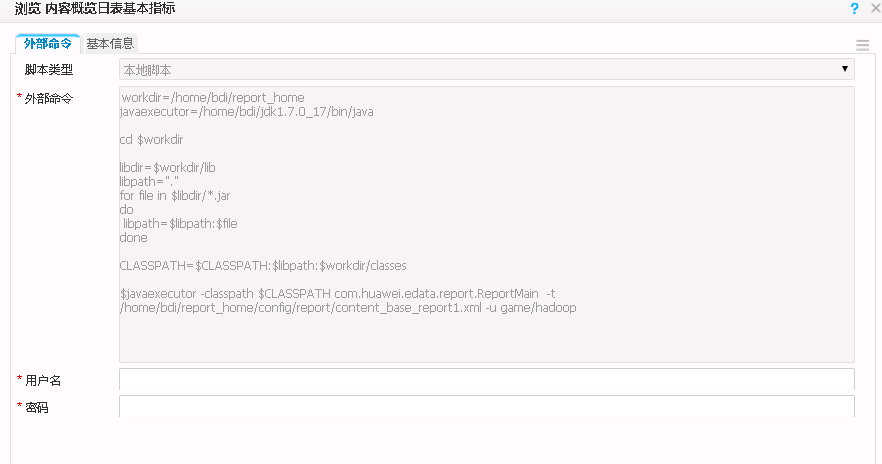 浏览 内容概览日表基本指标
外部命令 基本信息
脚本类型 本地脚本
* 外部命令
workdir=/home/bdi/report_home
javaexecutor=/home/bdi/jdk1.7.0_17/bin/java
cd $workdir
libdir=$workdir/lib
libpath="."
for file in $libdir/*.jar
do
libpath=$libpath:$file
done
CLASSPATH=$CLASSPATH:$libpath:$workdir/classes
$javaexecutor -classpath $CLASSPATH com.huawei.edata.report.ReportMain -t
/home/bdi/report_home/config/report/content_base_report1.xml -u game/hadoop
* 用户名
* 密码